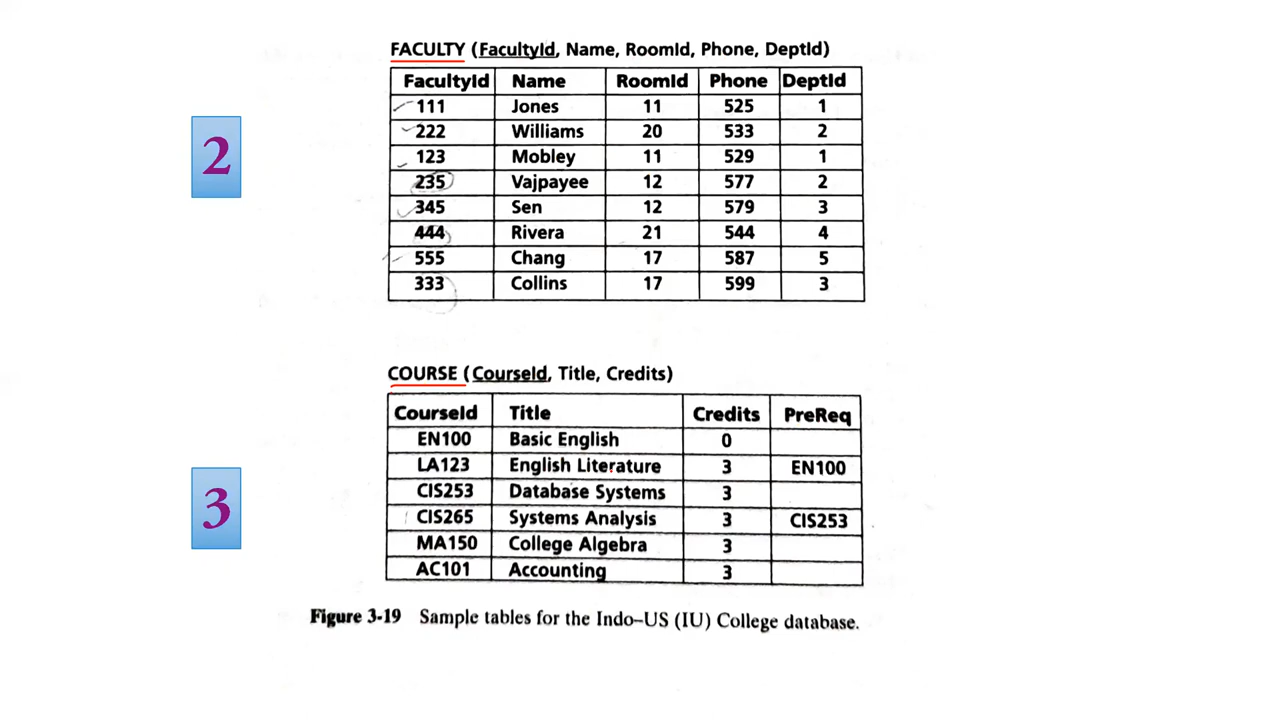 FACULTY (FacultyId, Name, RoomId, Phone, DeptId)
FacultyId Name RoomId Phone DeptId
111 Jones 11 525 1
222 Williams 20 533 2
123 Mobley 11 529 1
235 Vajpayee 12 577 2
345 Sen 12 579 3
444 Rivera 21 544 4
555 Chang 17 587 5
333 Collins 17 599 3
2
COURSE (CourseId, Title, Credits)
CourseId Title Credits PreReq
EN100 Basic English 0
LA123 English Literature 3 EN100
CIS253 Database Systems 3
CIS265 Systems Analysis 3 CIS253
MA150 College Algebra 3
AC101 Accounting 3
3
Figure 3-19 Sample tables for the Indo–US (IU) College database.